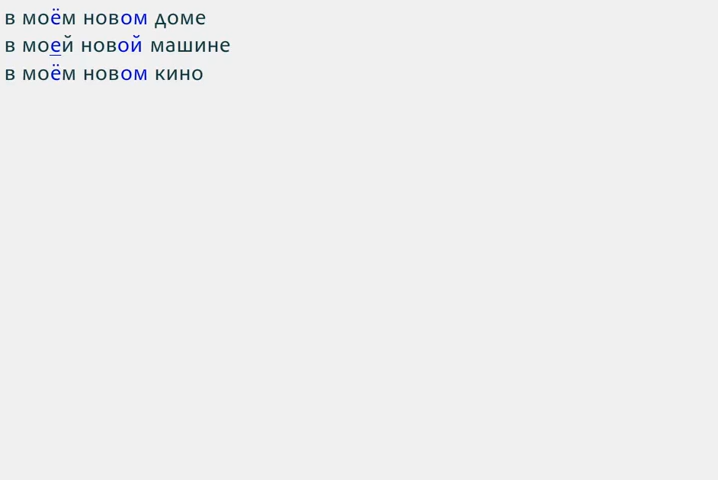 в моём новом доме
в моей новой машине
в моём новом кино